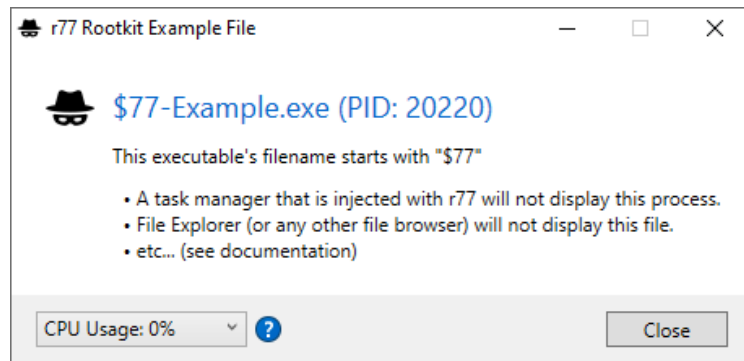 r77 Rootkit Example File
$77-Example.exe (PID: 20220)
This executable's filename starts with "$77"
• A task manager that is injected with r77 will not display this process.
• File Explorer (or any other file browser) will not display this file.
• etc... (see documentation)
CPU Usage: 0%
?
Close